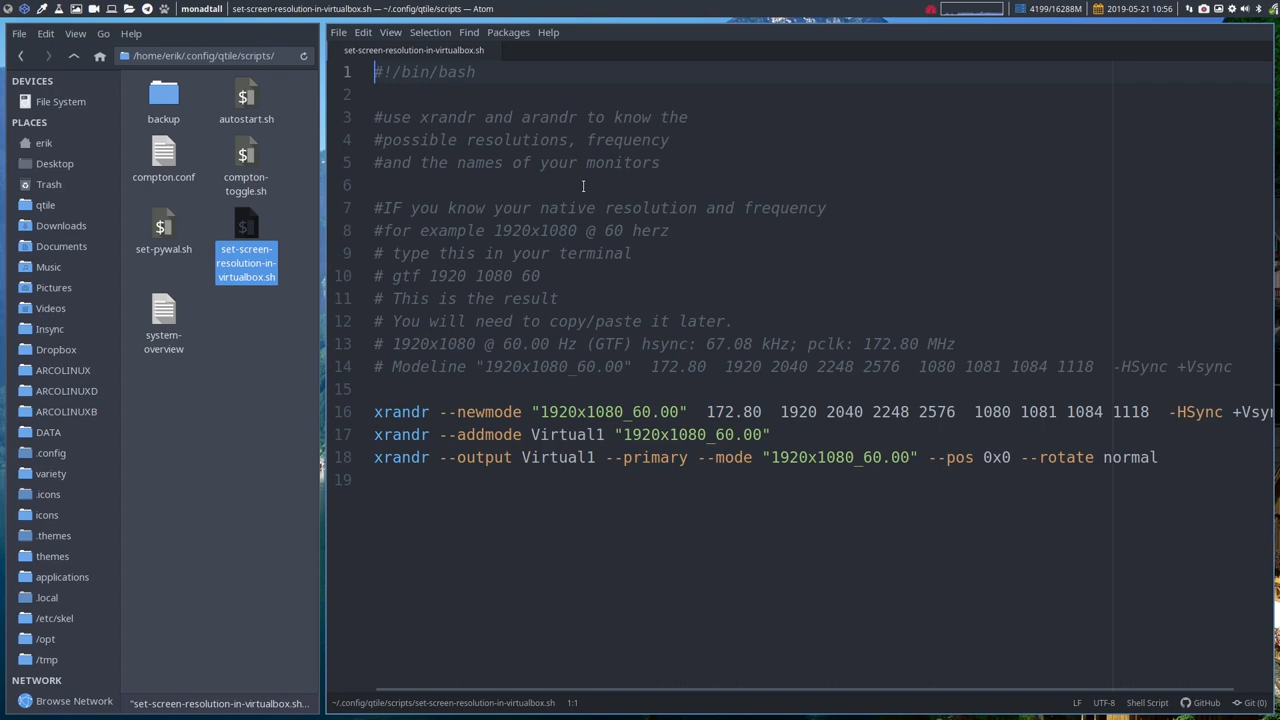 monadtall
set-screen-resolution-in-virtualbox.sh — ~/.config/qtile/scripts — Atom
4199/16288M
2019-05-21 10:56
File Edit View Go Help
/home/erik/.config/qtile/scripts/
DEVICES
File System
PLACES
erik
Desktop
Trash
qtile
Downloads
Documents
Music
Pictures
Videos
Insync
Dropbox
ARCOLINUX
ARCOLINUXD
ARCOLINUXB
DATA
.config
variety
.icons
icons
.themes
themes
applications
.local
/etc/skel
/opt
/tmp
NETWORK
Browse Network
backup
autostart.sh
compton.conf
compton-
toggle.sh
set-pywal.sh
set-screen-
resolution-in-
virtualbox.sh
system-
overview
"set-screen-resolution-in-virtualbox.sh...
File Edit View Selection Find Packages Help
set-screen-resolution-in-virtualbox.sh
1 #!/bin/bash
2
3 #use xrandr and arandr to know the
4 #possible resolutions, frequency
5 #and the names of your monitors
6
7 #IF you know your native resolution and frequency
8 #for example 1920x1080 @ 60 herz
9 # type this in your terminal
10 # gtf 1920 1080 60
11 # This is the result
12 # You will need to copy/paste it later.
13 # 1920x1080 @ 60.00 Hz (GTF) hsync: 67.08 kHz; pclk: 172.80 MHz
14 # Modeline "1920x1080_60.00"  172.80  1920 2040 2248 2576  1080 1081 1084 1118  -HSync +Vsync
15
16 xrandr --newmode "1920x1080_60.00"  172.80  1920 2040 2248 2576  1080 1081 1084 1118  -HSync +Vsy
17 xrandr --addmode Virtual1 "1920x1080_60.00"
18 xrandr --output Virtual1 --primary --mode "1920x1080_60.00" --pos 0x0 --rotate normal
19
~/.config/qtile/scripts/set-screen-resolution-in-virtualbox.sh 1:1
LF UTF-8 Shell Script GitHub Git (0)